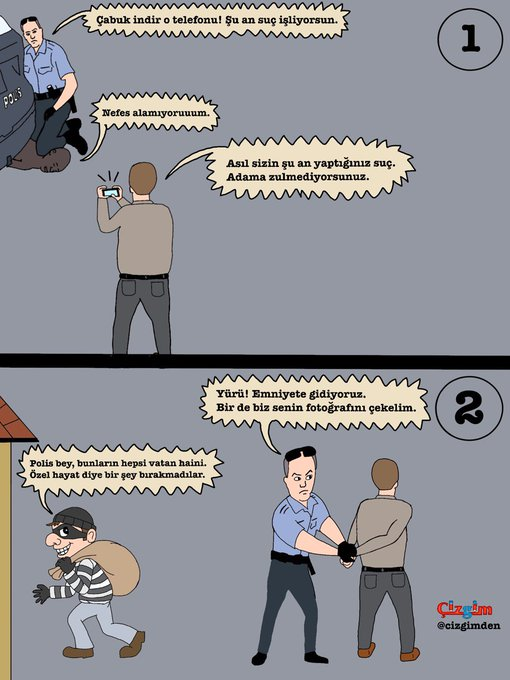 Çabuk indir o telefonu! Şu an suç işliyorsun.
1
POLİS
Nefes alamıyoruuum.
Asıl sizin şu an yaptığınız suç.
Adama zulmediyorsunuz.
Yürü! Emniyete gidiyoruz.
Bir de biz senin fotoğrafını çekelim.
2
Polis bey, bunların hepsi vatan haini.
Özel hayat diye bir şey bırakmadılar.
Çizgim
@cizgimden